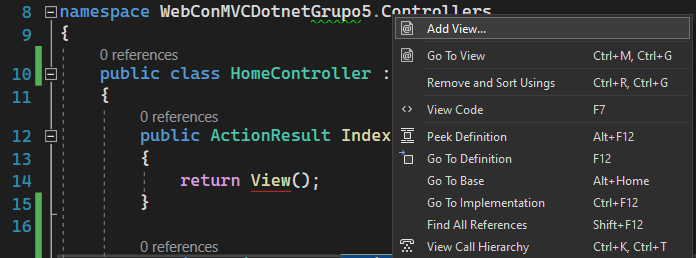 8 namespace WebConMVCDotnetGrupo5.Controllers
9 {
0 references
10 public class HomeController :
11 {
0 references
12 public ActionResult Index
13 {
14 return View();
15 }
16
0 references
Add View...
Go To View Ctrl+M, Ctrl+G
Remove and Sort Usings Ctrl+R, Ctrl+G
View Code F7
Peek Definition Alt+F12
Go To Definition F12
Go To Base Alt+Home
Go To Implementation Ctrl+F12
Find All References Shift+F12
View Call Hierarchy Ctrl+K, Ctrl+T